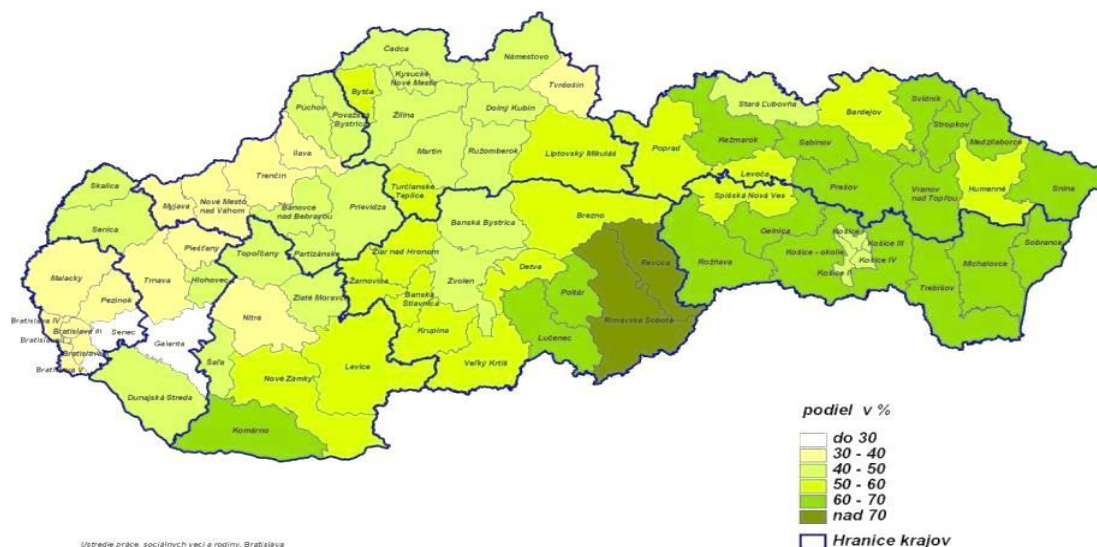 Čadca
Námestovo
Kysucké
Nové Mesto
Tvrdošín
Bytča
Púchov
Považská
Bystrica
Žilina
Dolný Kubín
Stará Ľubovňa
Bardejov
Svidník
Stropkov
Medzilaborce
Kežmarok
Sabinov
Ilava
Martin
Ružomberok
Liptovský Mikuláš
Poprad
Levoča
Prešov
Vranov
nad Topľou
Humenné
Snina
Trenčín
Skalica
Myjava
Nové Mesto
nad Váhom
Bánovce
nad Bebravou
Prievidza
Turčianske
Teplice
Spišská Nová Ves
Senica
Banská Bystrica
Brezno
Gelnica
Košice I
Košice III
Sobrance
Piešťany
Topoľčany
Partizánske
Žiar nad Hronom
Revúca
Rožňava
Košice - okolie
Košice IV
Michalovce
Malacky
Trnava
Hlohovec
Žarnovica
Zvolen
Detva
Košice II
Trebišov
Pezinok
Zlaté Moravce
Banská
Štiavnica
Poltár
Nitra
Rimavská Sobota
Bratislava IV
Bratislava III
Senec
Galanta
Krupina
Lučenec
Bratislava V
Šaľa
Levice
Veľký Krtíš
Nové Zámky
Dunajská Streda
Komárno
podiel v %
do 30
30 - 40
40 - 50
50 - 60
60 - 70
nad 70
Hranice krajov
Ústredie práce, sociálnych vecí a rodiny, Bratislava